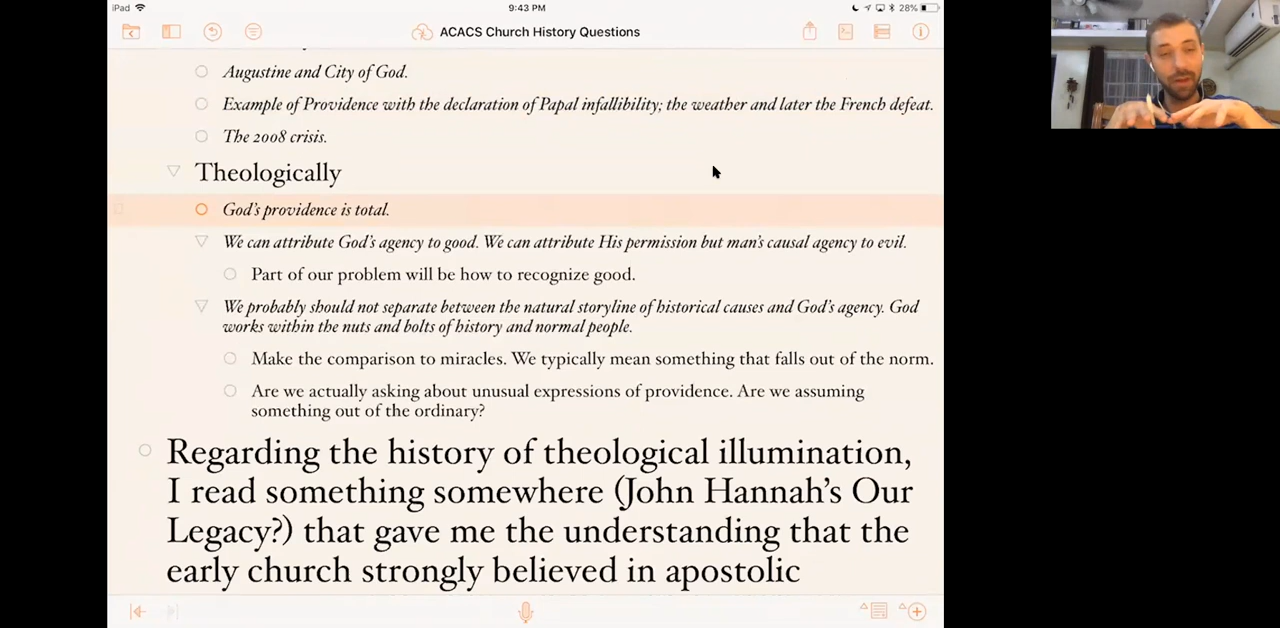 iPad
9:43 PM
28%
ACACS Church History Questions
Augustine and City of God.
Example of Providence with the declaration of Papal infallibility; the weather and later the French defeat.
The 2008 crisis.
Theologically
God's providence is total.
We can attribute God's agency to good. We can attribute His permission but man's causal agency to evil.
Part of our problem will be how to recognize good.
We probably should not separate between the natural storyline of historical causes and God's agency. God
works within the nuts and bolts of history and normal people.
Make the comparison to miracles. We typically mean something that falls out of the norm.
Are we actually asking about unusual expressions of providence. Are we assuming
something out of the ordinary?
Regarding the history of theological illumination,
I read something somewhere (John Hannah's Our
Legacy?) that gave me the understanding that the
early church strongly believed in apostolic